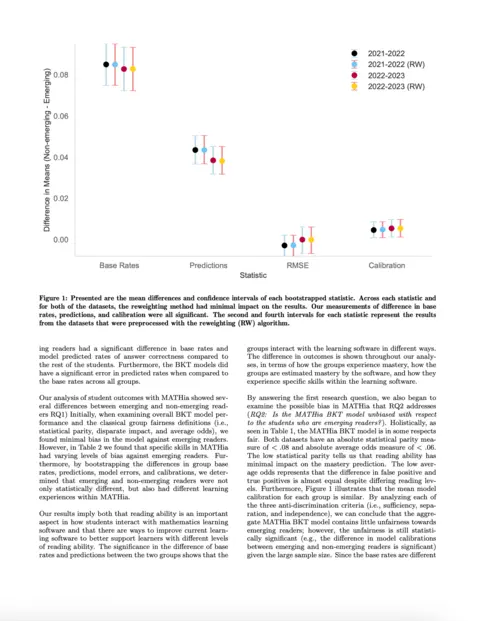 2021-2022
2021-2022 (RW)
2022-2023
2022-2023 (RW)
0.08
0.06
0.04
0.02
0.00
Difference in Means (Non-emerging - Emerging)
Base Rates
Predictions
RMSE
Calibration
Statistic
Figure 1: Presented are the mean differences and confidence intervals of each bootstrapped statistic. Across each statistic and
for both of the datasets, the reweighting method had minimal impact on the results. Our measurements of difference in base
rates, predictions, and calibration were all significant. The second and fourth intervals for each statistic represent the results
from the datasets that were preprocessed with the reweighting (RW) algorithm.
ing readers had a significant difference in base rates and
model predicted rates of answer correctness compared to
the rest of the students. Furthermore, the BKT models did
have a significant error in predicted rates when compared to
the base rates across all groups.
Our analysis of student outcomes with MATHia showed sev-
eral differences between emerging and non-emerging read-
ers RQ1) Initially, when examining overall BKT model per-
formance and the classical group fairness definitions (i.e.,
statistical parity, disparate impact, and average odds), we
found minimal bias in the model against emerging readers.
However, in Table 2 we found that specific skills in MATHia
had varying levels of bias against emerging readers. Fur-
thermore, by bootstrapping the differences in group base
rates, predictions, model errors, and calibrations, we deter-
mined that emerging and non-emerging readers were not
only statistically different, but also had different learning
experiences within MATHia.
Our results imply both that reading ability is an important
aspect in how students interact with mathematics learning
software and that there are ways to improve current learn-
ing software to better support learners with different levels
of reading ability. The significance in the difference of base
rates and predictions between the two groups shows that the
groups interact with the learning software in different ways.
The difference in outcomes is shown throughout our analy-
ses, in terms of how the groups experience mastery, how the
groups are estimated mastery by the software, and how they
experience specific skills within the learning software.
By answering the first research question, we also began to
examine the possible bias in MATHia that RQ2 addresses
(RQ2: Is the MATHia BKT model unbiased with respect
to the students who are emerging readers?). Holistically, as
seen in Table 1, the MATHia BKT model is in some respects
fair. Both datasets have an absolute statistical parity mea-
sure of < .08 and absolute average odds measure of < .06.
The low statistical parity tells us that reading ability has
minimal impact on the mastery prediction. The low aver-
age odds represents that the difference in false positive and
true positives is almost equal despite differing reading lev-
els. Furthermore, Figure 1 illustrates that the mean model
calibration for each group is similar. By analyzing each of
the three anti-discrimination criteria (i.e., sufficiency, sepa-
ration, and independence), we can conclude that the aggre-
gate MATHia BKT model contains little unfairness towards
emerging readers; however, the unfairness is still statisti-
cally significant (e.g., the difference in model calibrations
between emerging and non-emerging readers is significant)
given the large sample size. Since the base rates are different